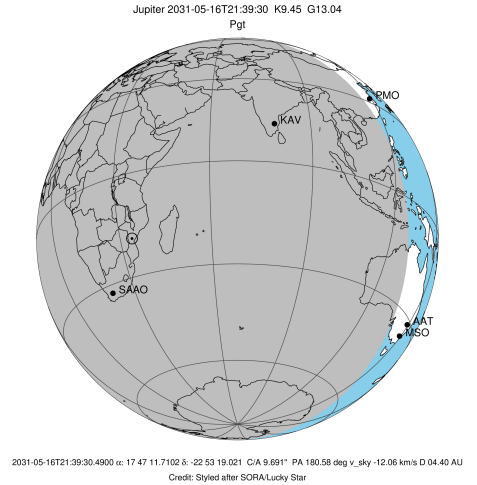 Jupiter 2031-05-16T21:39:30 K9.45 G13.04
Pgt
PMO
KAV
SAAO
AAT
MSO
2031-05-16T21:39:30.4900 α: 17 47 11.7102 δ: -22 53 19.021 C/A 9.691" PA 180.58 deg v_sky -12.06 km/s D 04.40 AU
Credit: Styled after SORA/Lucky Star